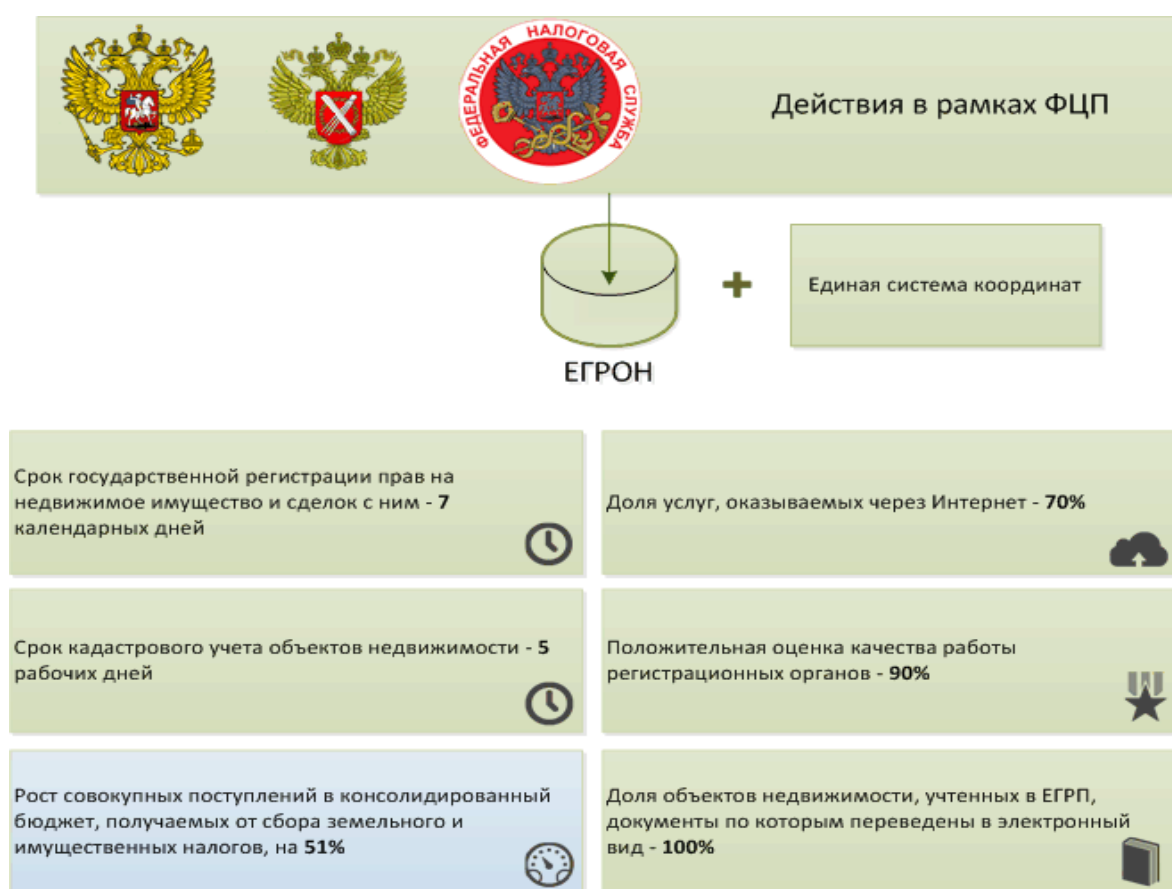 ФЕДЕРАЛЬНАЯ НАЛОГОВАЯ СЛУЖБА
Действия в рамках ФЦП
Единая система координат
ЕГРОН
Срок государственной регистрации прав на
недвижимое имущество и сделок с ним - 7
календарных дней
Доля услуг, оказываемых через Интернет - 70%
Срок кадастрового учета объектов недвижимости - 5
рабочих дней
Положительная оценка качества работы
регистрационных органов - 90%
Рост совокупных поступлений в консолидированный
бюджет, получаемых от сбора земельного и
имущественных налогов, на 51%
Доля объектов недвижимости, учтенных в ЕГРП,
документы по которым переведены в электронный
вид - 100%